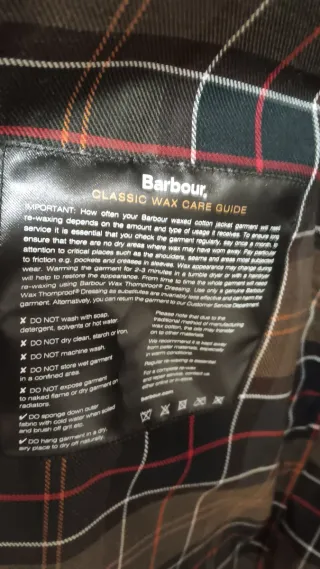 Barbour,
CLASSIC WAX CARE GUIDE
IMPORTANT: How often your Barbour waxed cotton jacket garment will need
re-waxing depends on the amount and type of usage it receives. To ensure long
service it is essential that you check the garment regularly, say once a month, to
ensure that there are no dry areas where wax may have worn away. Pay particular
attention to critical places such as the shoulders, seams and areas most subjected
to friction e.g. pockets and creases in sleeves. Wax appearance may change during
wear. Warming the garment for 2-3 minutes in a tumble dryer or with a hairdryer
will help to restore the appearance. From time to time the whole garment will need
re-waxing using Barbour Wax Thornproof® Dressing. Use only a genuine Barbour
Wax Thornproof® Dressing as substitutes are invariably less effective and can harm the
garment. Alternatively, you can return the garment to our Customer Service Department.
✘ DO NOT wash with soap,
detergent, solvents or hot water.
✘ DO NOT dry clean, starch or iron.
✘ DO NOT machine wash.
✘ DO NOT store wet garment
in a confined area.
✘ DO NOT expose garment
to naked flame or dry garment on
radiators.
✔ DO sponge down outer
fabric with cold water when soiled
and brush off grit etc.
✔ DO hang garment in a dry,
airy place to dry off naturally.
Please note that due to the
traditional method of manufacturing
wax cotton, the wax may transfer
on to other materials.
We recommend it is kept away
from paler materials, especially
in warm conditions.
Regular re-waxing is essential.
For a complete re-wax
and repair service, contact us
either online or in store.
barbour.com